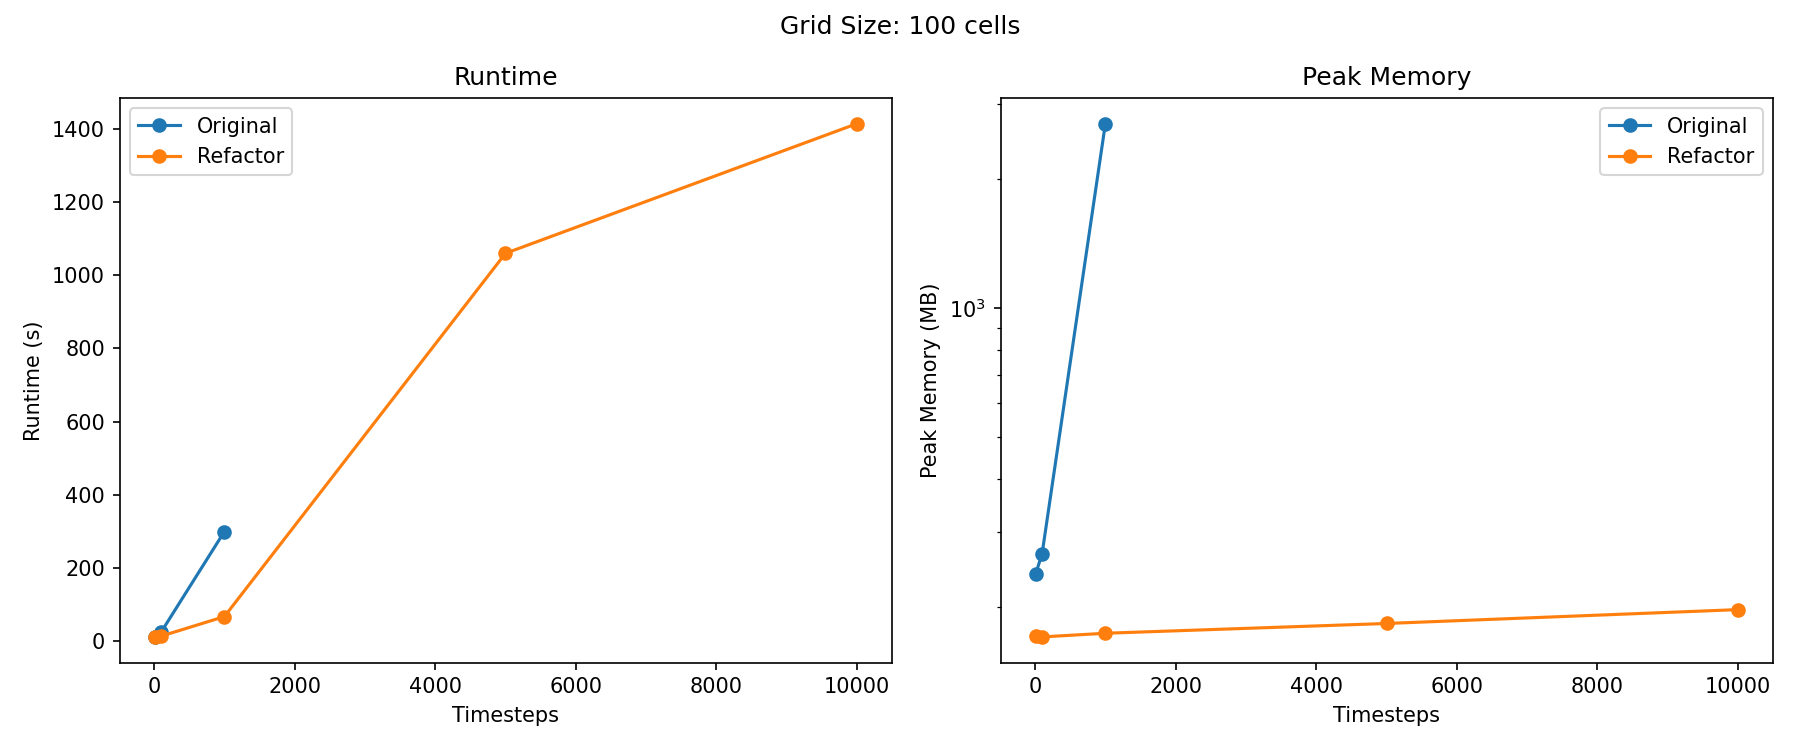 Grid Size: 100 cells
Runtime
Original
Refactor
1400
1200
1000
800
600
400
200
0
Runtime (s)
0 2000 4000 6000 8000 10000
Timesteps
Peak Memory
Original
Refactor
10³
Peak Memory (MB)
0 2000 4000 6000 8000 10000
Timesteps